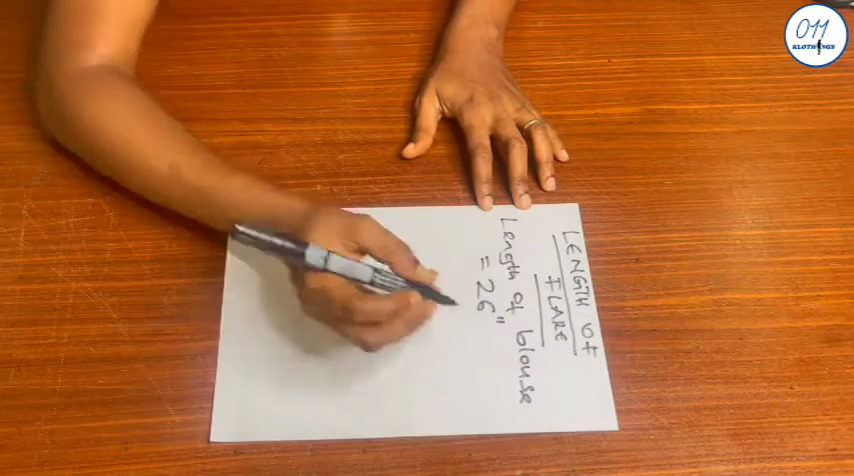 011
KLOTHINGS
LENGTH OF
FLARE
Length of blouse
= 26"